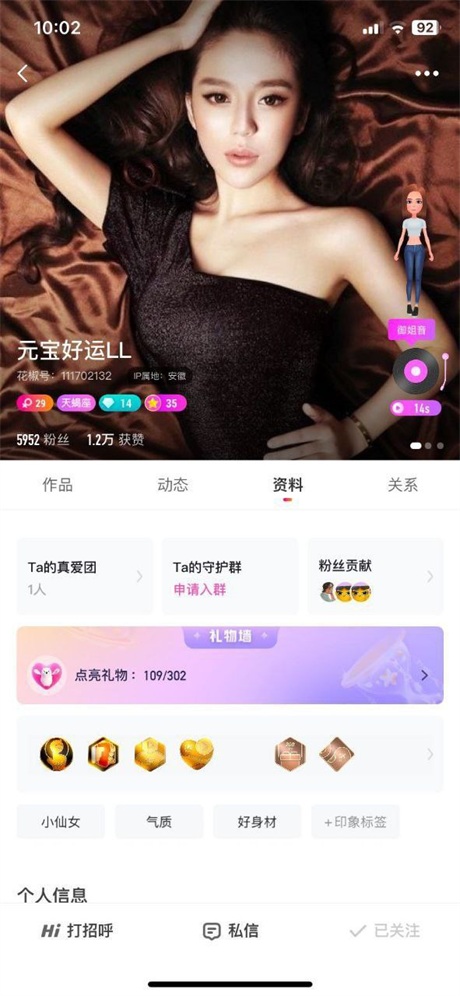 10:02
92
御姐音
元宝好运LL
花椒号：111702132 IP属地：安徽
29 天蝎座 14 35
14s
5952 粉丝 1.2万 获赞
作品 动态 资料 关系
Ta的真爱团 Ta的守护群 粉丝贡献
1人 申请入群
礼物墙
点亮礼物：109/302
小仙女 气质 好身材 +印象标签
个人信息
Hi 打招呼 私信 已关注